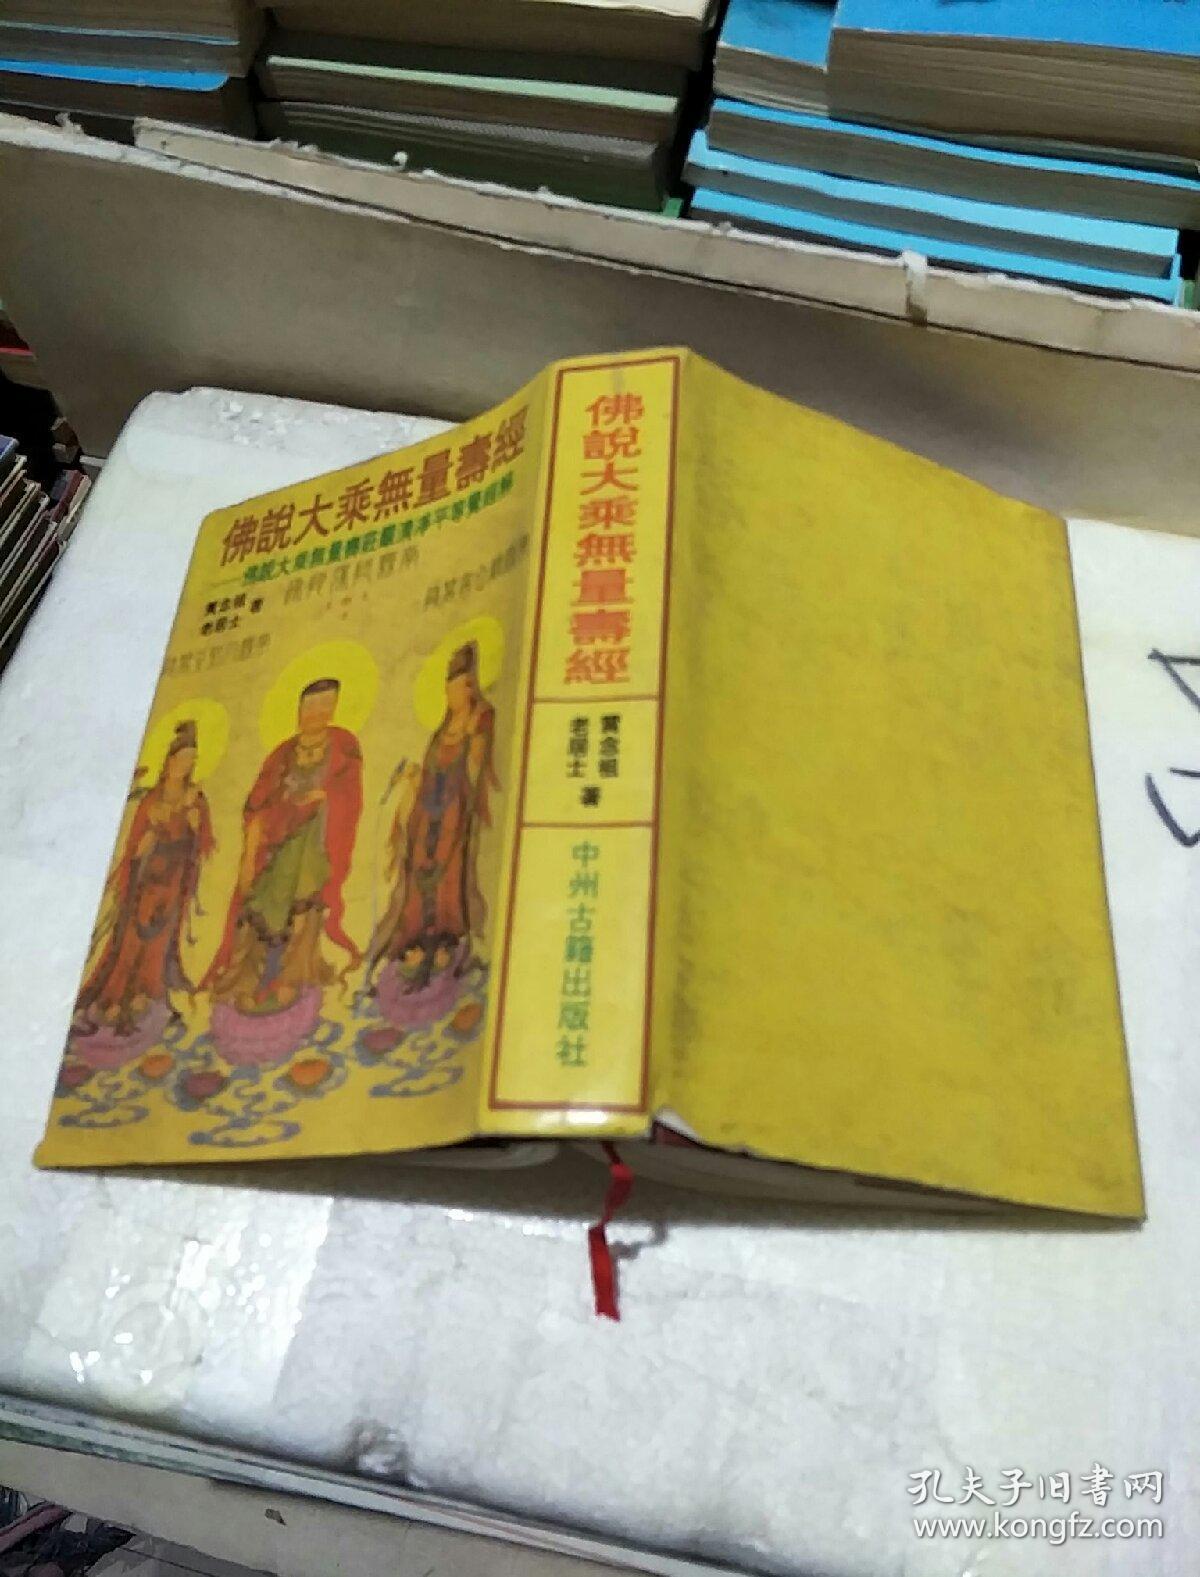 佛說大乘無量壽經
——佛說大乘無量壽莊嚴清淨平等覺經解
黃念祖
老居士 著
佛說大乘無量壽經
黃念祖
老居士
著
中州古籍出版社
孔夫子旧书网
www.kongfz.com